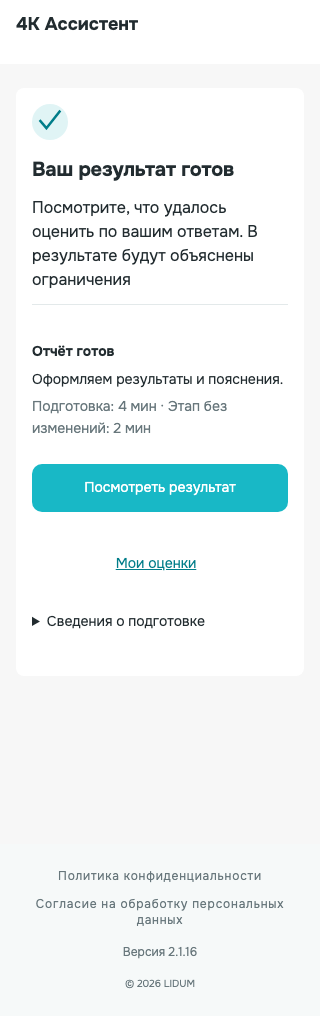 4К Ассистент
Ваш результат готов
Посмотрите, что удалось
оценить по вашим ответам. В
результате будут объяснены
ограничения
Отчёт готов
Оформляем результаты и пояснения.
Подготовка: 4 мин · Этап без
изменений: 2 мин
Посмотреть результат
Мои оценки
Сведения о подготовке
Политика конфиденциальности
Согласие на обработку персональных
данных
Версия 2.1.16
© 2026 LIDUM